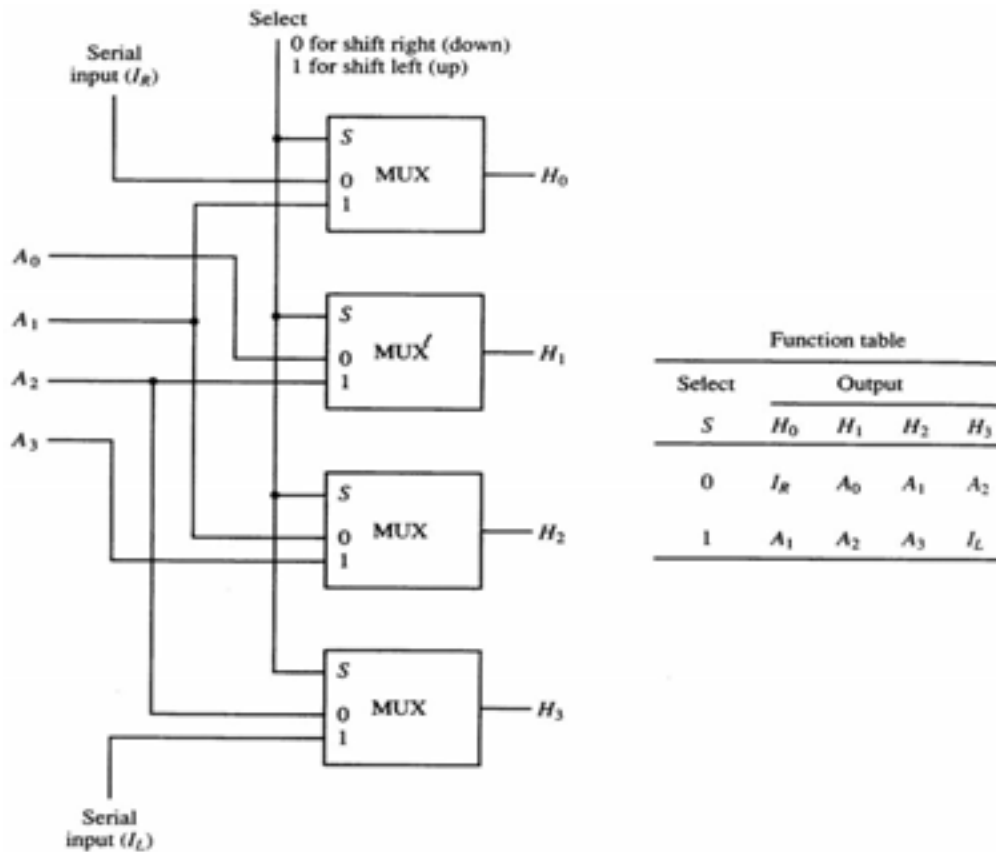 Select
0 for shift right (down)
1 for shift left (up)
Serial
input (I_R)
S
MUX
0
1
H_0
A_0
A_1
A_2
A_3
S
MUX
0
1
H_1
S
MUX
0
1
H_2
S
MUX
0
1
H_3
Serial
input (I_L)
Function table
Select Output
S H_0 H_1 H_2 H_3
0 I_R A_0 A_1 A_2
1 A_1 A_2 A_3 I_L